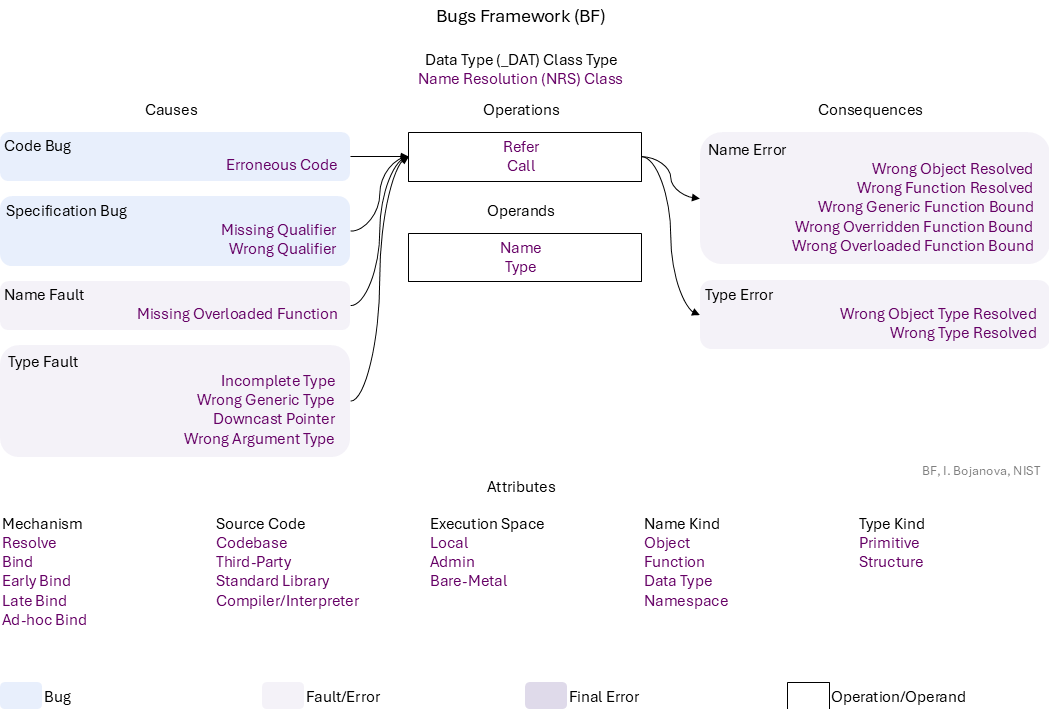 Bugs Framework (BF)
Data Type (_DAT) Class Type
Name Resolution (NRS) Class
Causes
Operations
Consequences
Code Bug
Erroneous Code
Specification Bug
Missing Qualifier
Wrong Qualifier
Name Fault
Missing Overloaded Function
Type Fault
Incomplete Type
Wrong Generic Type
Downcast Pointer
Wrong Argument Type
Refer
Call
Operands
Name
Type
Name Error
Wrong Object Resolved
Wrong Function Resolved
Wrong Generic Function Bound
Wrong Overridden Function Bound
Wrong Overloaded Function Bound
Type Error
Wrong Object Type Resolved
Wrong Type Resolved
BF, I. Bojanova, NIST
Attributes
Mechanism
Resolve
Bind
Early Bind
Late Bind
Ad-hoc Bind
Source Code
Codebase
Third-Party
Standard Library
Compiler/Interpreter
Execution Space
Local
Admin
Bare-Metal
Name Kind
Object
Function
Data Type
Namespace
Type Kind
Primitive
Structure
Bug
Fault/Error
Final Error
Operation/Operand